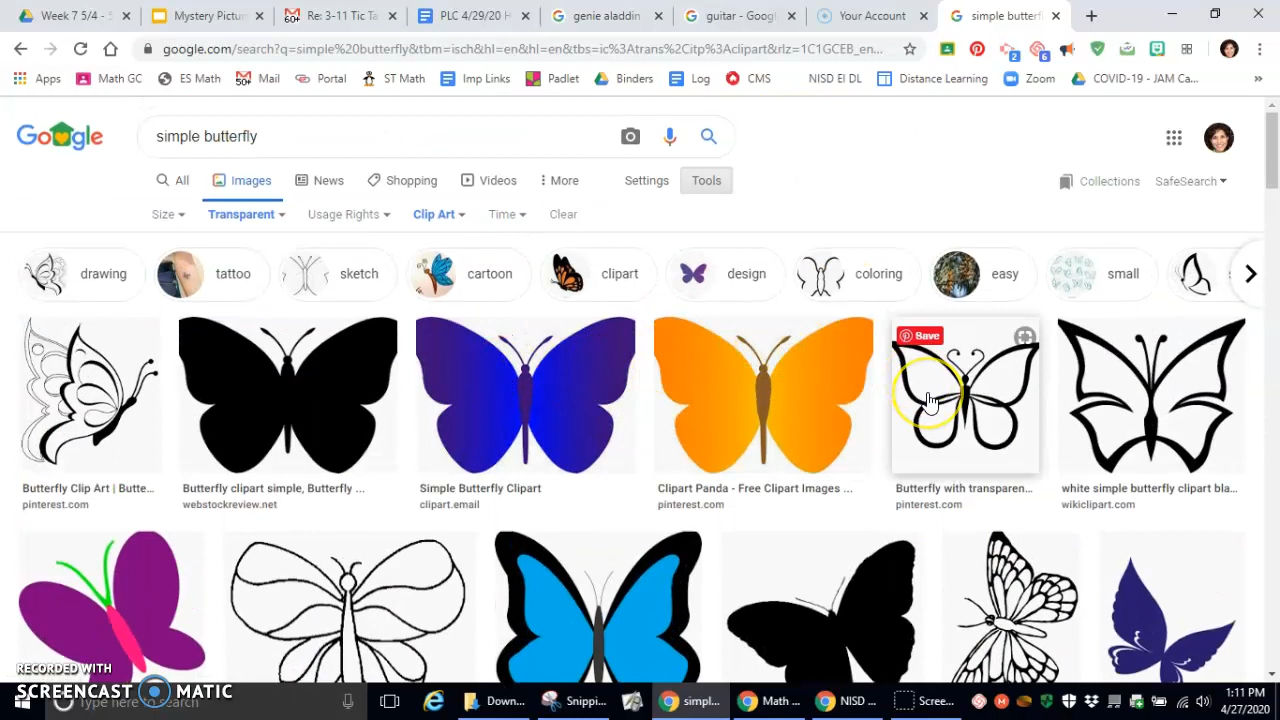 Week 7 5/4 -
Mystery Pictur
Re: 3-11 Tic Ta
PLC 4/29/20 H
genie aladdin
guitar - Goog
Your Account
simple butterf
google.com/search?q=simple%20butterfly&tbm=isch&hl=en&hl=en&tbs=ic%3Atrans%2Citp%3Aclipart&rlz=1C1GCEB_en...
Apps
Math GC
ES Math
Mail
Portal
ST Math
Imp Links
Padlet
Binders
Log
CMS
NISD EI DL
Distance Learning
Zoom
COVID-19 - JAM Ca...
Google
simple butterfly
All
Images
News
Shopping
Videos
More
Settings
Tools
Collections
SafeSearch
Size
Transparent
Usage Rights
Clip Art
Time
Clear
drawing
tattoo
sketch
cartoon
clipart
design
coloring
easy
small
Save
Butterfly Clip Art | Butte...
pinterest.com
Butterfly clipart simple, Butterfly ...
webstockreview.net
Simple Butterfly Clipart
clipart.email
Clipart Panda - Free Clipart Images ...
pinterest.com
Butterfly with transparen...
pinterest.com
white simple butterfly clipart bla...
wikiclipart.com
RECORDED WITH
SCREENCAST MATIC
Type here to search
Down...
Snippi...
simpl...
Math ...
NISD ...
Scree...
1:11 PM
4/27/2020